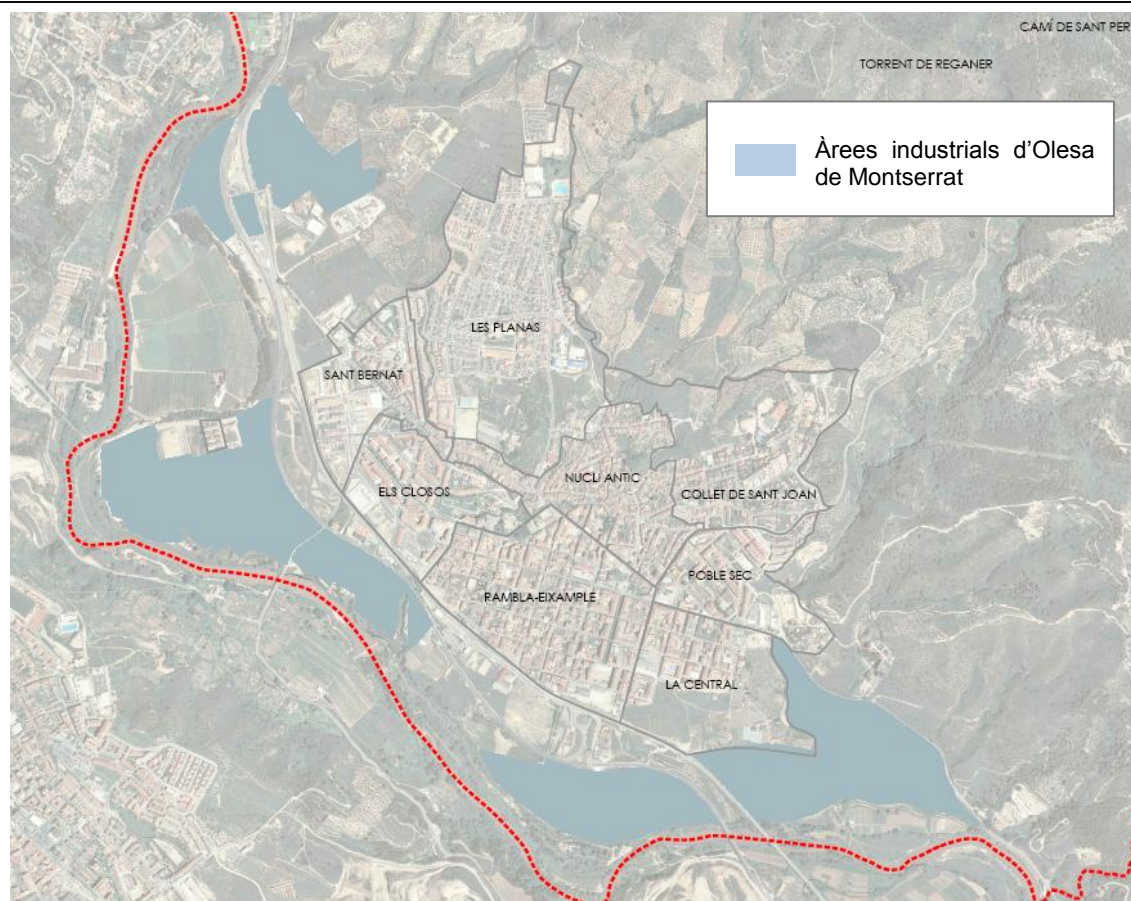 CAMÍ DE SANT PER
TORRENT DE REGANER
Àrees industrials d'Olesa
de Montserrat
LES PLANAS
SANT BERNAT
NUCLI ANTIC
ELS CLOSOS
COLLET DE SANT JOAN
POBLE SEC
RAMBLA-EIXAMPLE
LA CENTRAL